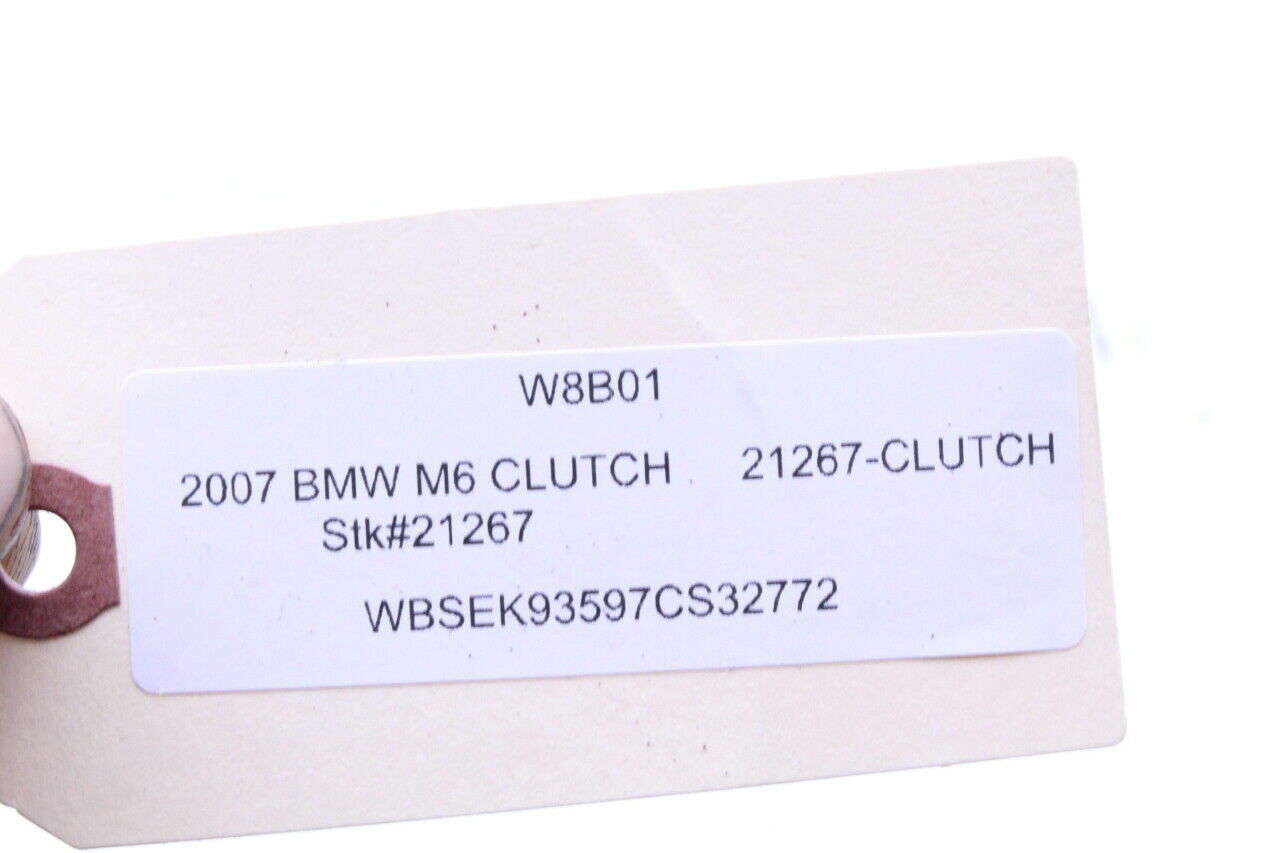 W8B01
2007 BMW M6 CLUTCH 21267-CLUTCH
Stk#21267
WBSEK93597CS32772